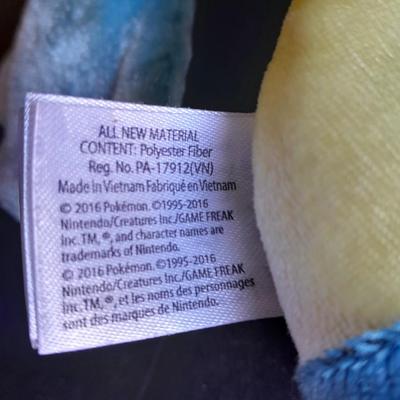 ALL NEW MATERIAL
CONTENT: Polyester Fiber
Reg. No. PA-17912(VN)
Made in Vietnam Fabriqué en Vietnam
© 2016 Pokémon. ©1995-2016
Nintendo/Creatures Inc./GAME FREAK
Inc.TM, ®, and character names are
trademarks of Nintendo.
© 2016 Pokémon. ©1995-2016
Nintendo/Creatures Inc./GAME FREAK
Inc.TM, ®, et les noms des personnages
sont des marques de Nintendo.